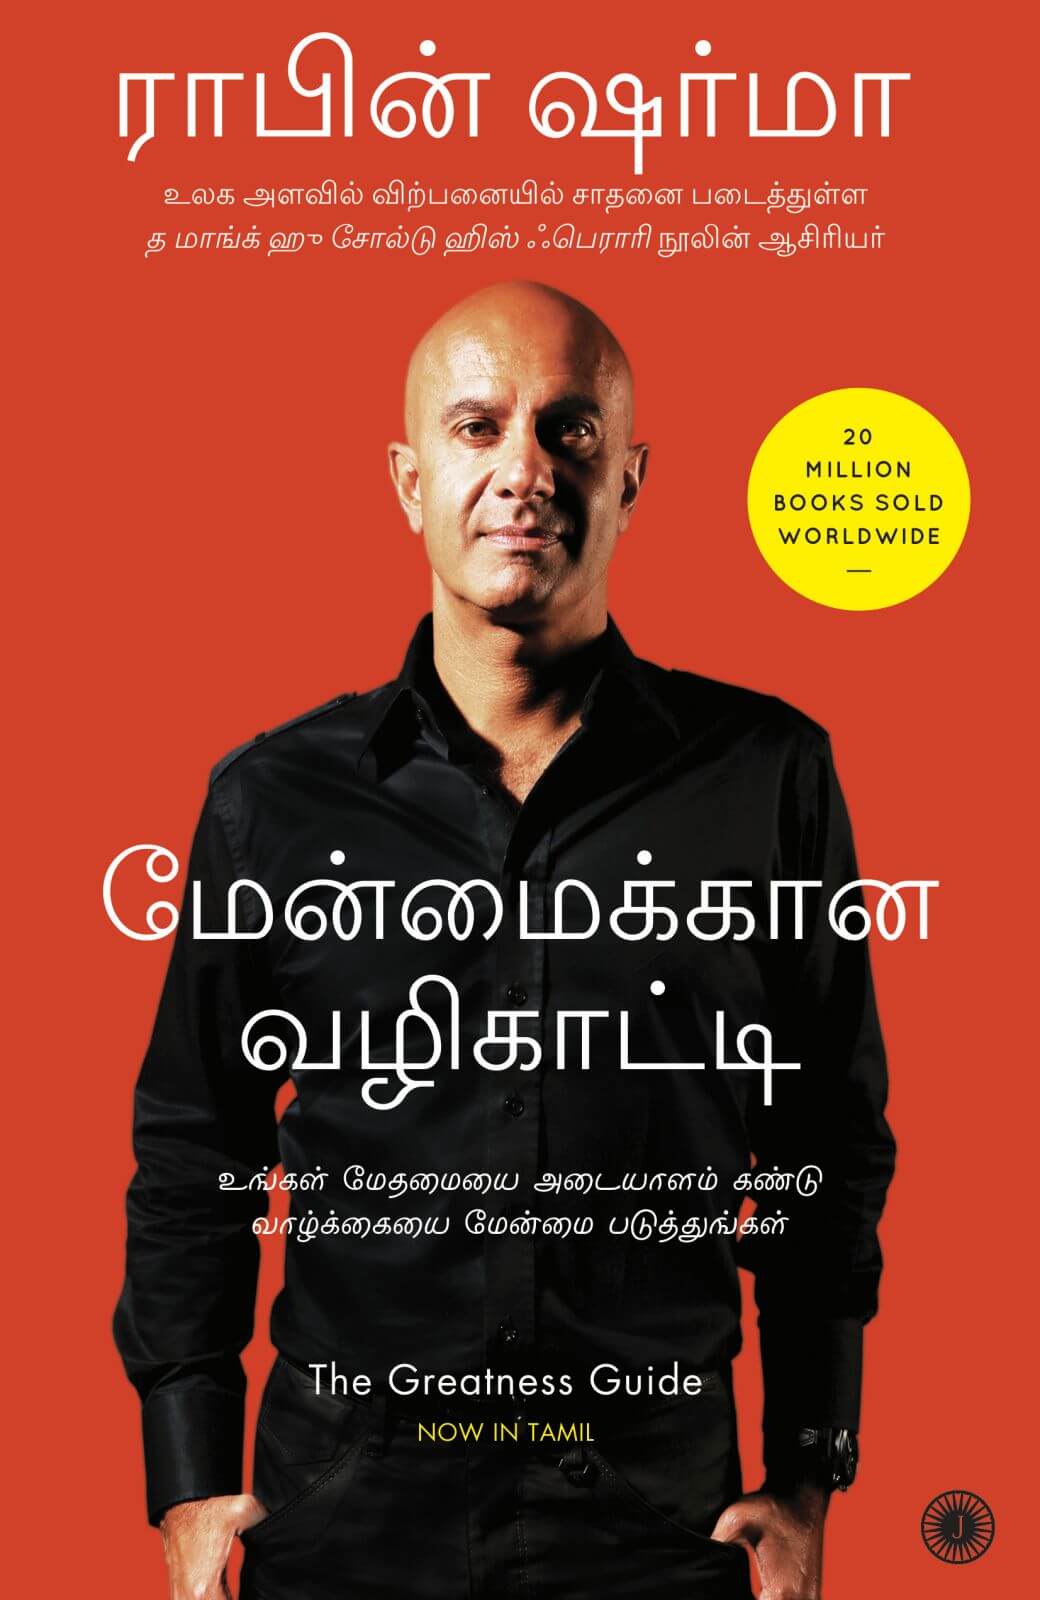 ராபின் ஷர்மா
உலக அளவில் விற்பனையில் சாதனை படைத்துள்ள
த மாங்க் ஹு சோல்டு ஹிஸ் ஃபெராரி நூலின் ஆசிரியர்
20
MILLION
BOOKS SOLD
WORLDWIDE
மேன்மைக்கான
வழிகாட்டி
உங்கள் மேதமையை அடையாளம் கண்டு
வாழ்க்கையை மேன்மை படுத்துங்கள்
The Greatness Guide
NOW IN TAMIL
J